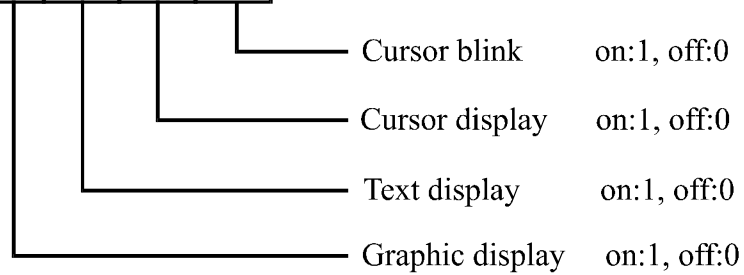 Cursor blink on:1, off:0
Cursor display on:1, off:0
Text display on:1, off:0
Graphic display on:1, off:0